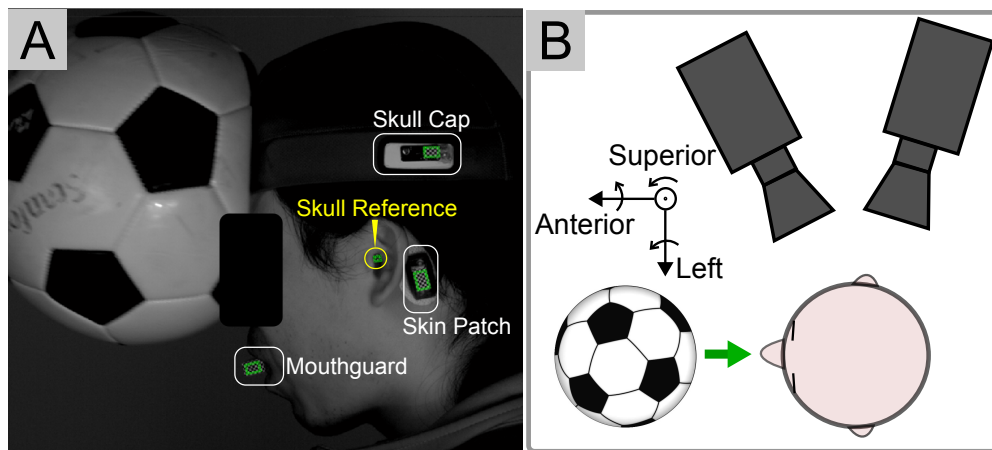 A
Skull Cap
Skull Reference
Skin Patch
Mouthguard
B
Superior
Anterior
Left